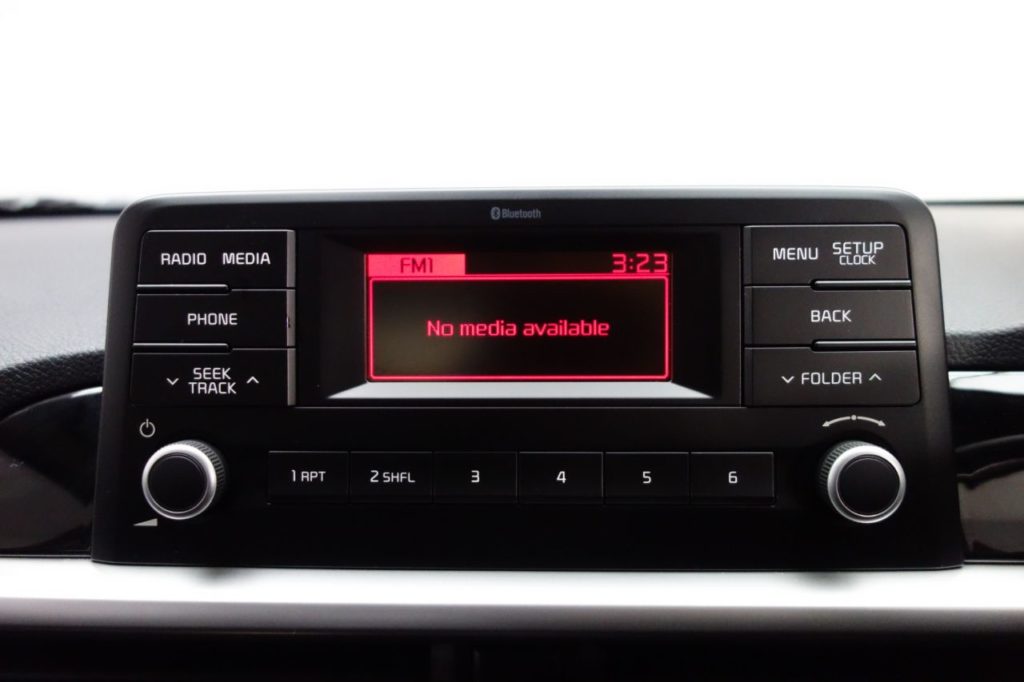 Bluetooth
RADIO MEDIA
PHONE
SEEK
TRACK
FM1 3:23
No media available
MENU SETUP
CLOCK
BACK
FOLDER
1 RPT 2 SHFL 3 4 5 6